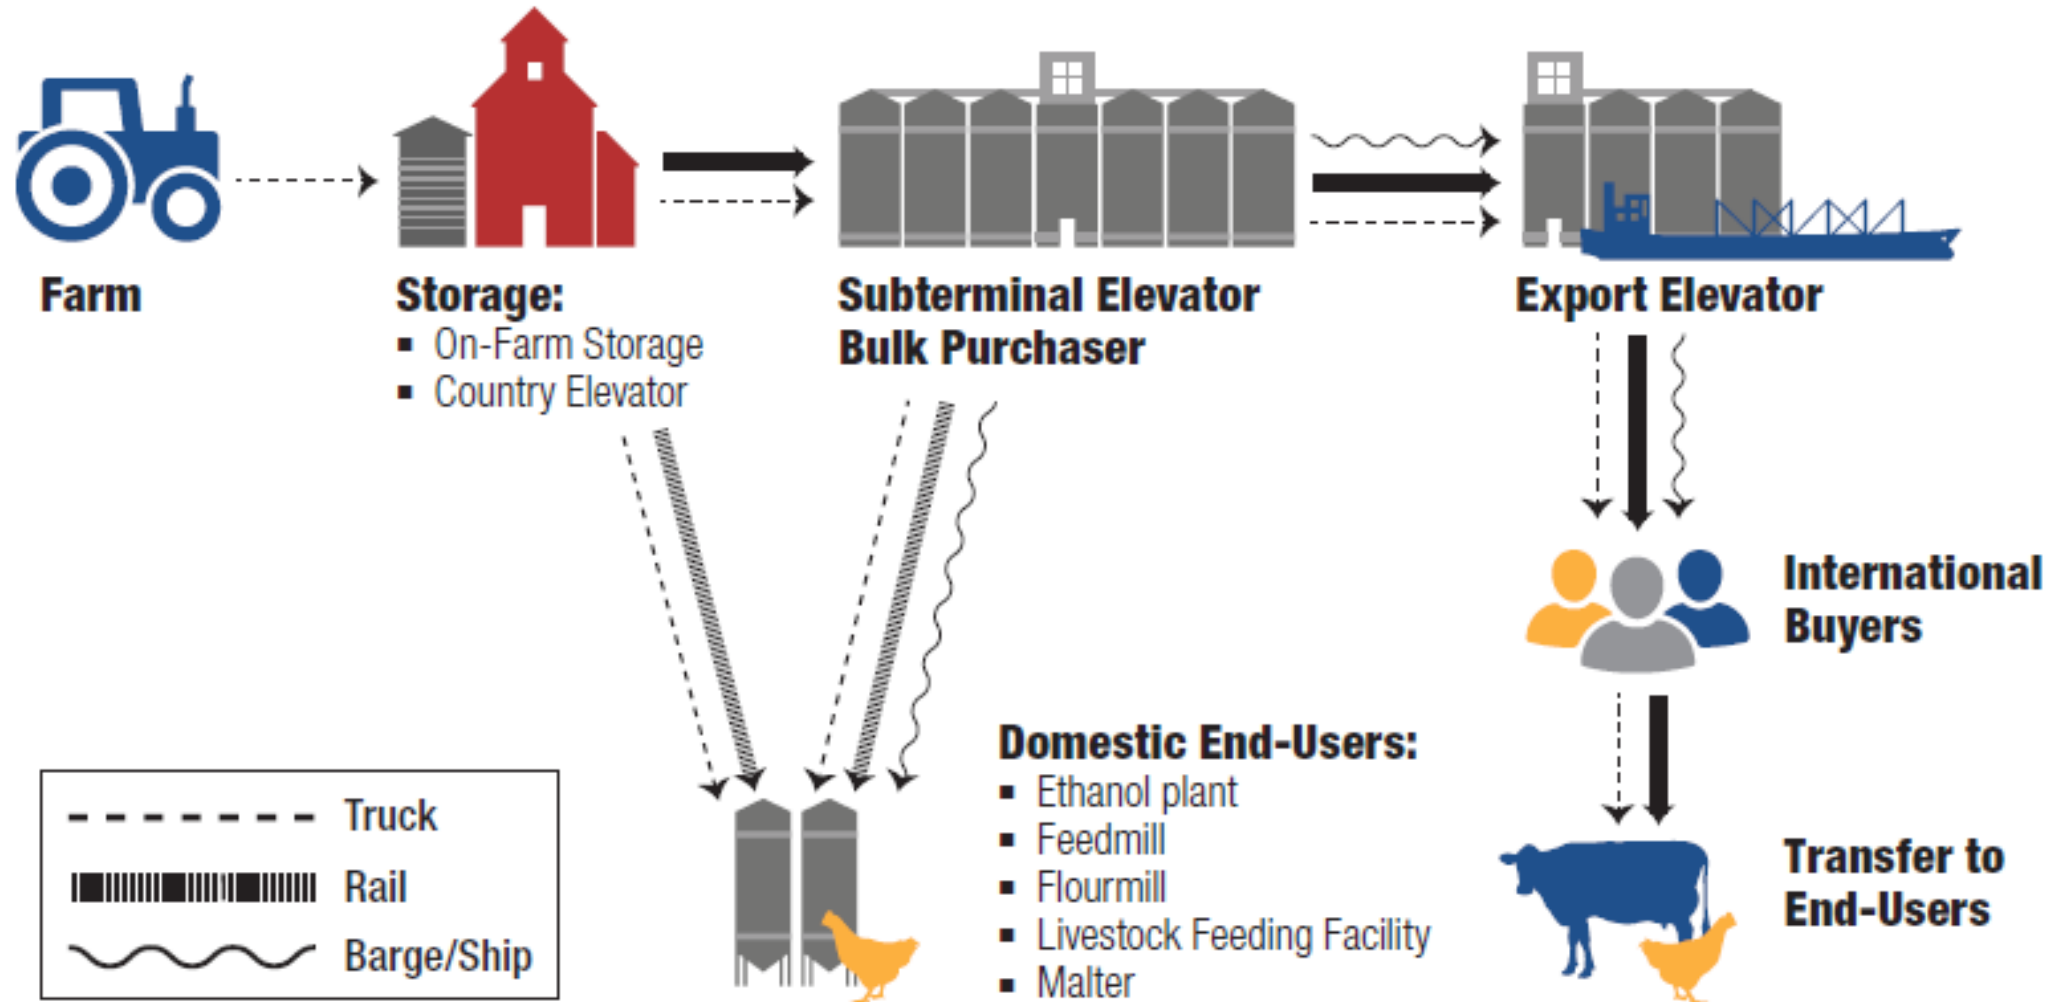 Farm
Storage:
▪ On-Farm Storage
▪ Country Elevator
Subterminal Elevator
Bulk Purchaser
Export Elevator
International
Buyers
Domestic End-Users:
▪ Ethanol plant
▪ Feedmill
▪ Flourmill
▪ Livestock Feeding Facility
▪ Malter
Transfer to
End-Users
Truck
Rail
Barge/Ship